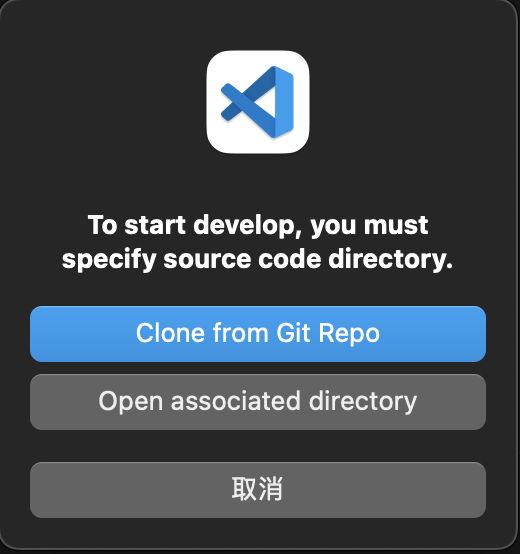 To start develop, you must
specify source code directory.
Clone from Git Repo
Open associated directory
取消